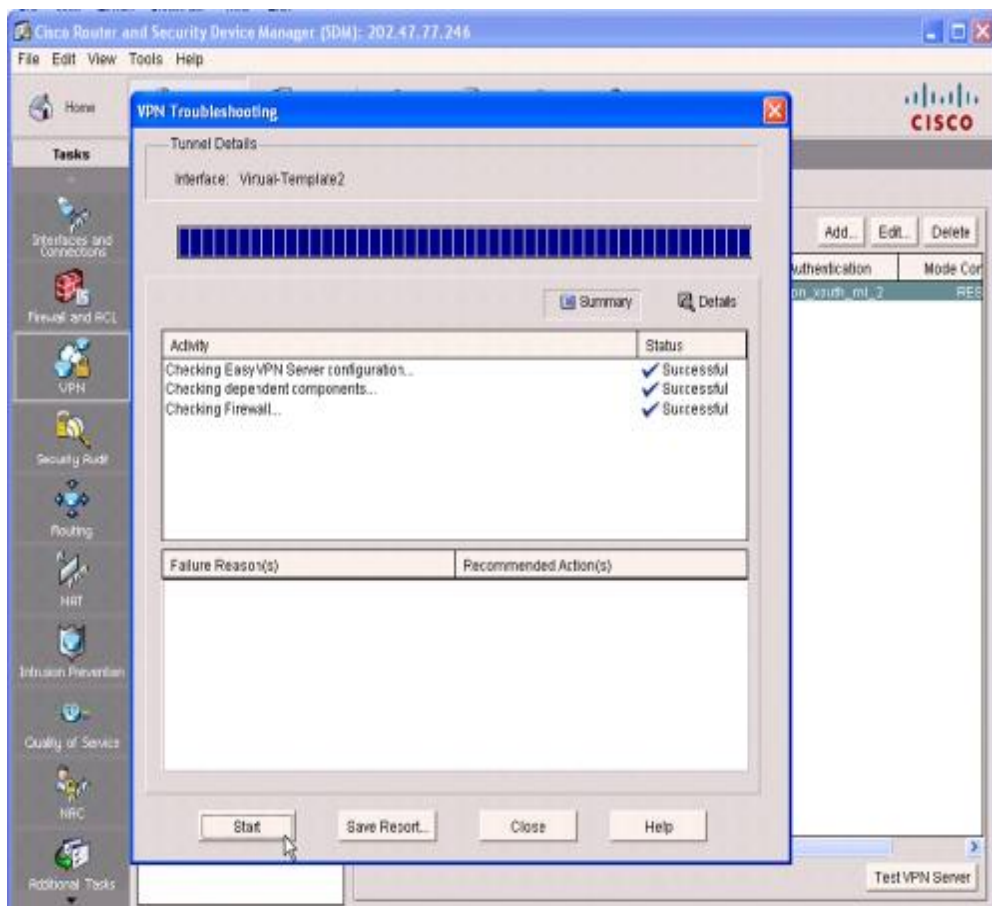 Cisco Router and Security Device Manager (SDM): 202.47.77.246
File Edit View Tools Help
Home
CISCO
Tasks
Interfaces and Connections
Firewall and ACL
VPN
Security Audit
Routing
NAT
Intrusion Prevention
Quality of Service
NAC
Additional Tasks
VPN Troubleshooting
Tunnel Details
Interface: Virtual-Template2
Summary Details
Activity Status
Checking EasyVPN Server configuration... Successful
Checking dependent components... Successful
Checking Firewall... Successful
Failure Reason(s) Recommended Action(s)
Start Save Report... Close Help
Add... Edit... Delete
uthentication Mode Cor
pn_xauth_ml_2 RES
Test VPN Server